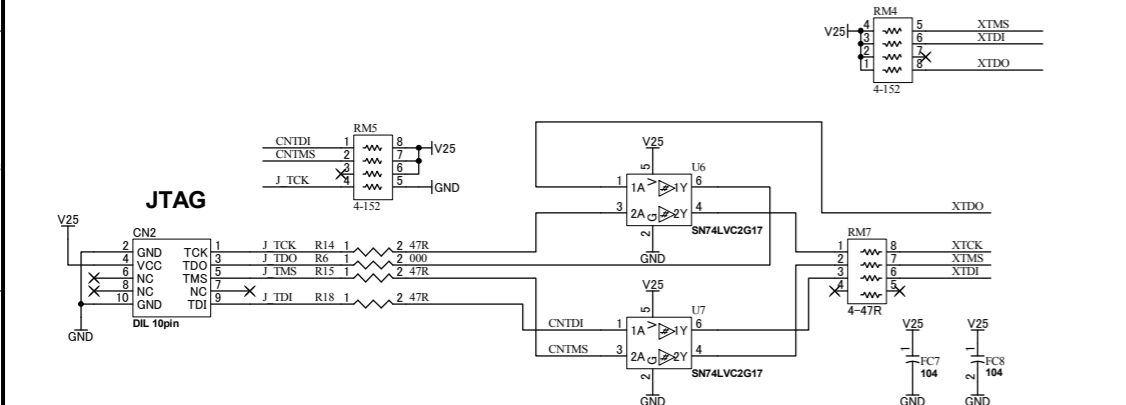 RM4
V25 4 5 XTMS
3 6 XTDI
2 7
1 8 XTDO
4-152
RM5
CNTDI 1 8 V25
CNTMS 2 7
3 6
J_TCK 4 5 GND
4-152
JTAG
V25
CN2
2 GND TCK 1 J_TCK R14 1 2 47R
4 VCC TDO 3 J_TDO R6 1 2 000
6 NC TMS 5 J_TMS R15 1 2 47R
8 NC NC 7
10 GND TDI 9 J_TDI R18 1 2 47R
DIL 10pin
GND
V25
5 U6
1 1A V 1Y 6
3 2A G 2Y 4
2 SN74LVC2G17
GND
XTDO
RM7
1 8 XTCK
2 7 XTMS
3 6 XTDI
4 5
4-47R
V25
5 U7
CNTDI 1 1A V 1Y 6
CNTMS 3 2A G 2Y 4
2 SN74LVC2G17
GND
V25 V25
1 1
FC7 FC8
104 104
2 2
GND GND